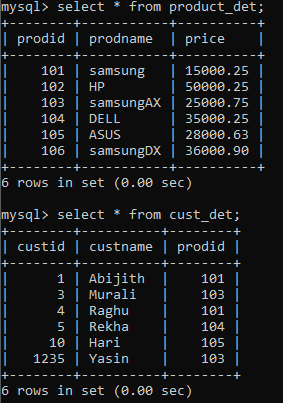 mysql> select * from product_det;
+--------+-----------+----------+
| prodid | prodname  | price    |
+--------+-----------+----------+
|    101 | samsung   | 15000.25 |
|    102 | HP        | 50000.25 |
|    103 | samsungAX | 25000.75 |
|    104 | DELL      | 35000.25 |
|    105 | ASUS      | 28000.63 |
|    106 | samsungDX | 36000.90 |
+--------+-----------+----------+
6 rows in set (0.00 sec)
mysql> select * from cust_det;
+--------+----------+--------+
| custid | custname | prodid |
+--------+----------+--------+
|      1 | Abijith  |    101 |
|      3 | Murali   |    103 |
|      4 | Raghu    |    101 |
|      5 | Rekha    |    104 |
|     10 | Hari     |    105 |
|   1235 | Yasin    |    103 |
+--------+----------+--------+
6 rows in set (0.00 sec)